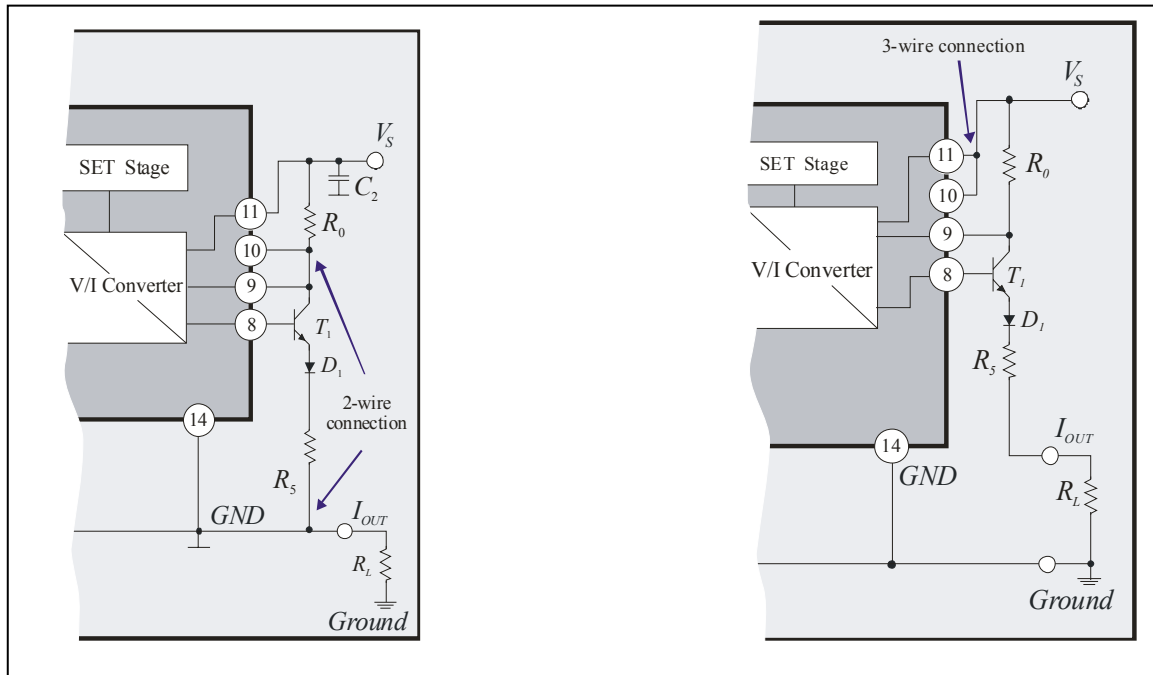 V_S
SET Stage
C_2
11
R_0
10
V/I Converter
9
8
T_1
D_1
2-wire
connection
14
R_5
GND
I_OUT
R_L
Ground
3-wire connection
V_S
SET Stage
11
R_0
10
9
V/I Converter
8
T_1
D_1
R_5
14
I_OUT
GND
R_L
Ground